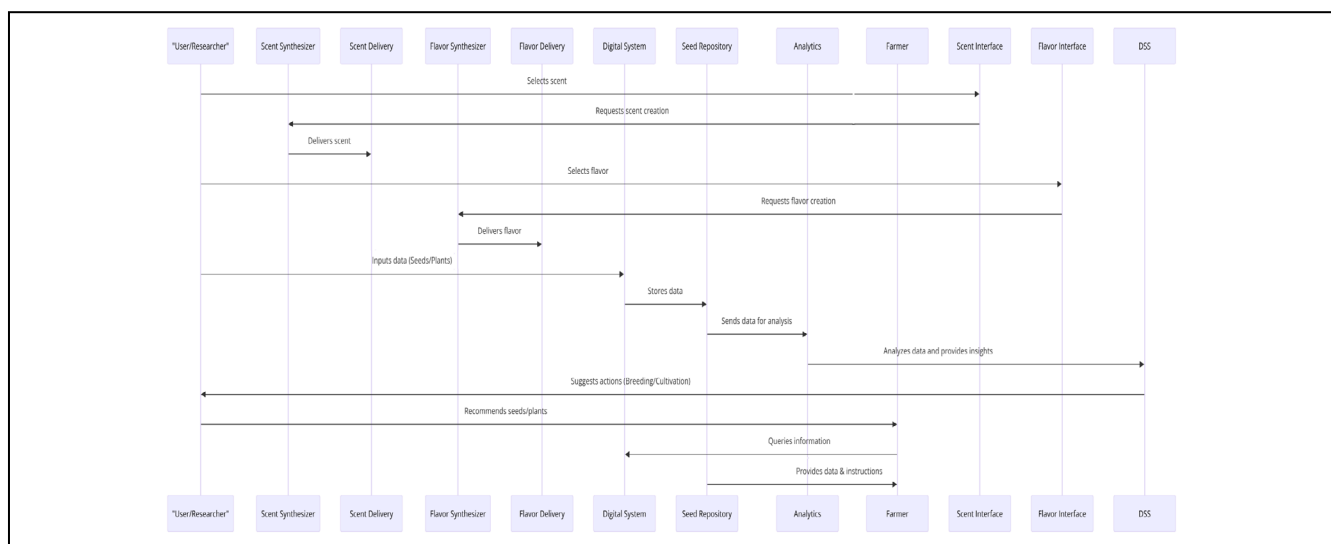 "User/Researcher" Scent Synthesizer Scent Delivery Flavor Synthesizer Flavor Delivery Digital System Seed Repository Analytics Farmer Scent Interface Flavor Interface DSS
Selects scent
Requests scent creation
Delivers scent
Selects flavor
Requests flavor creation
Delivers flavor
Inputs data (Seeds/Plants)
Stores data
Sends data for analysis
Analyzes data and provides insights
Suggests actions (Breeding/Cultivation)
Recommends seeds/plants
Queries information
Provides data & instructions
"User/Researcher" Scent Synthesizer Scent Delivery Flavor Synthesizer Flavor Delivery Digital System Seed Repository Analytics Farmer Scent Interface Flavor Interface DSS